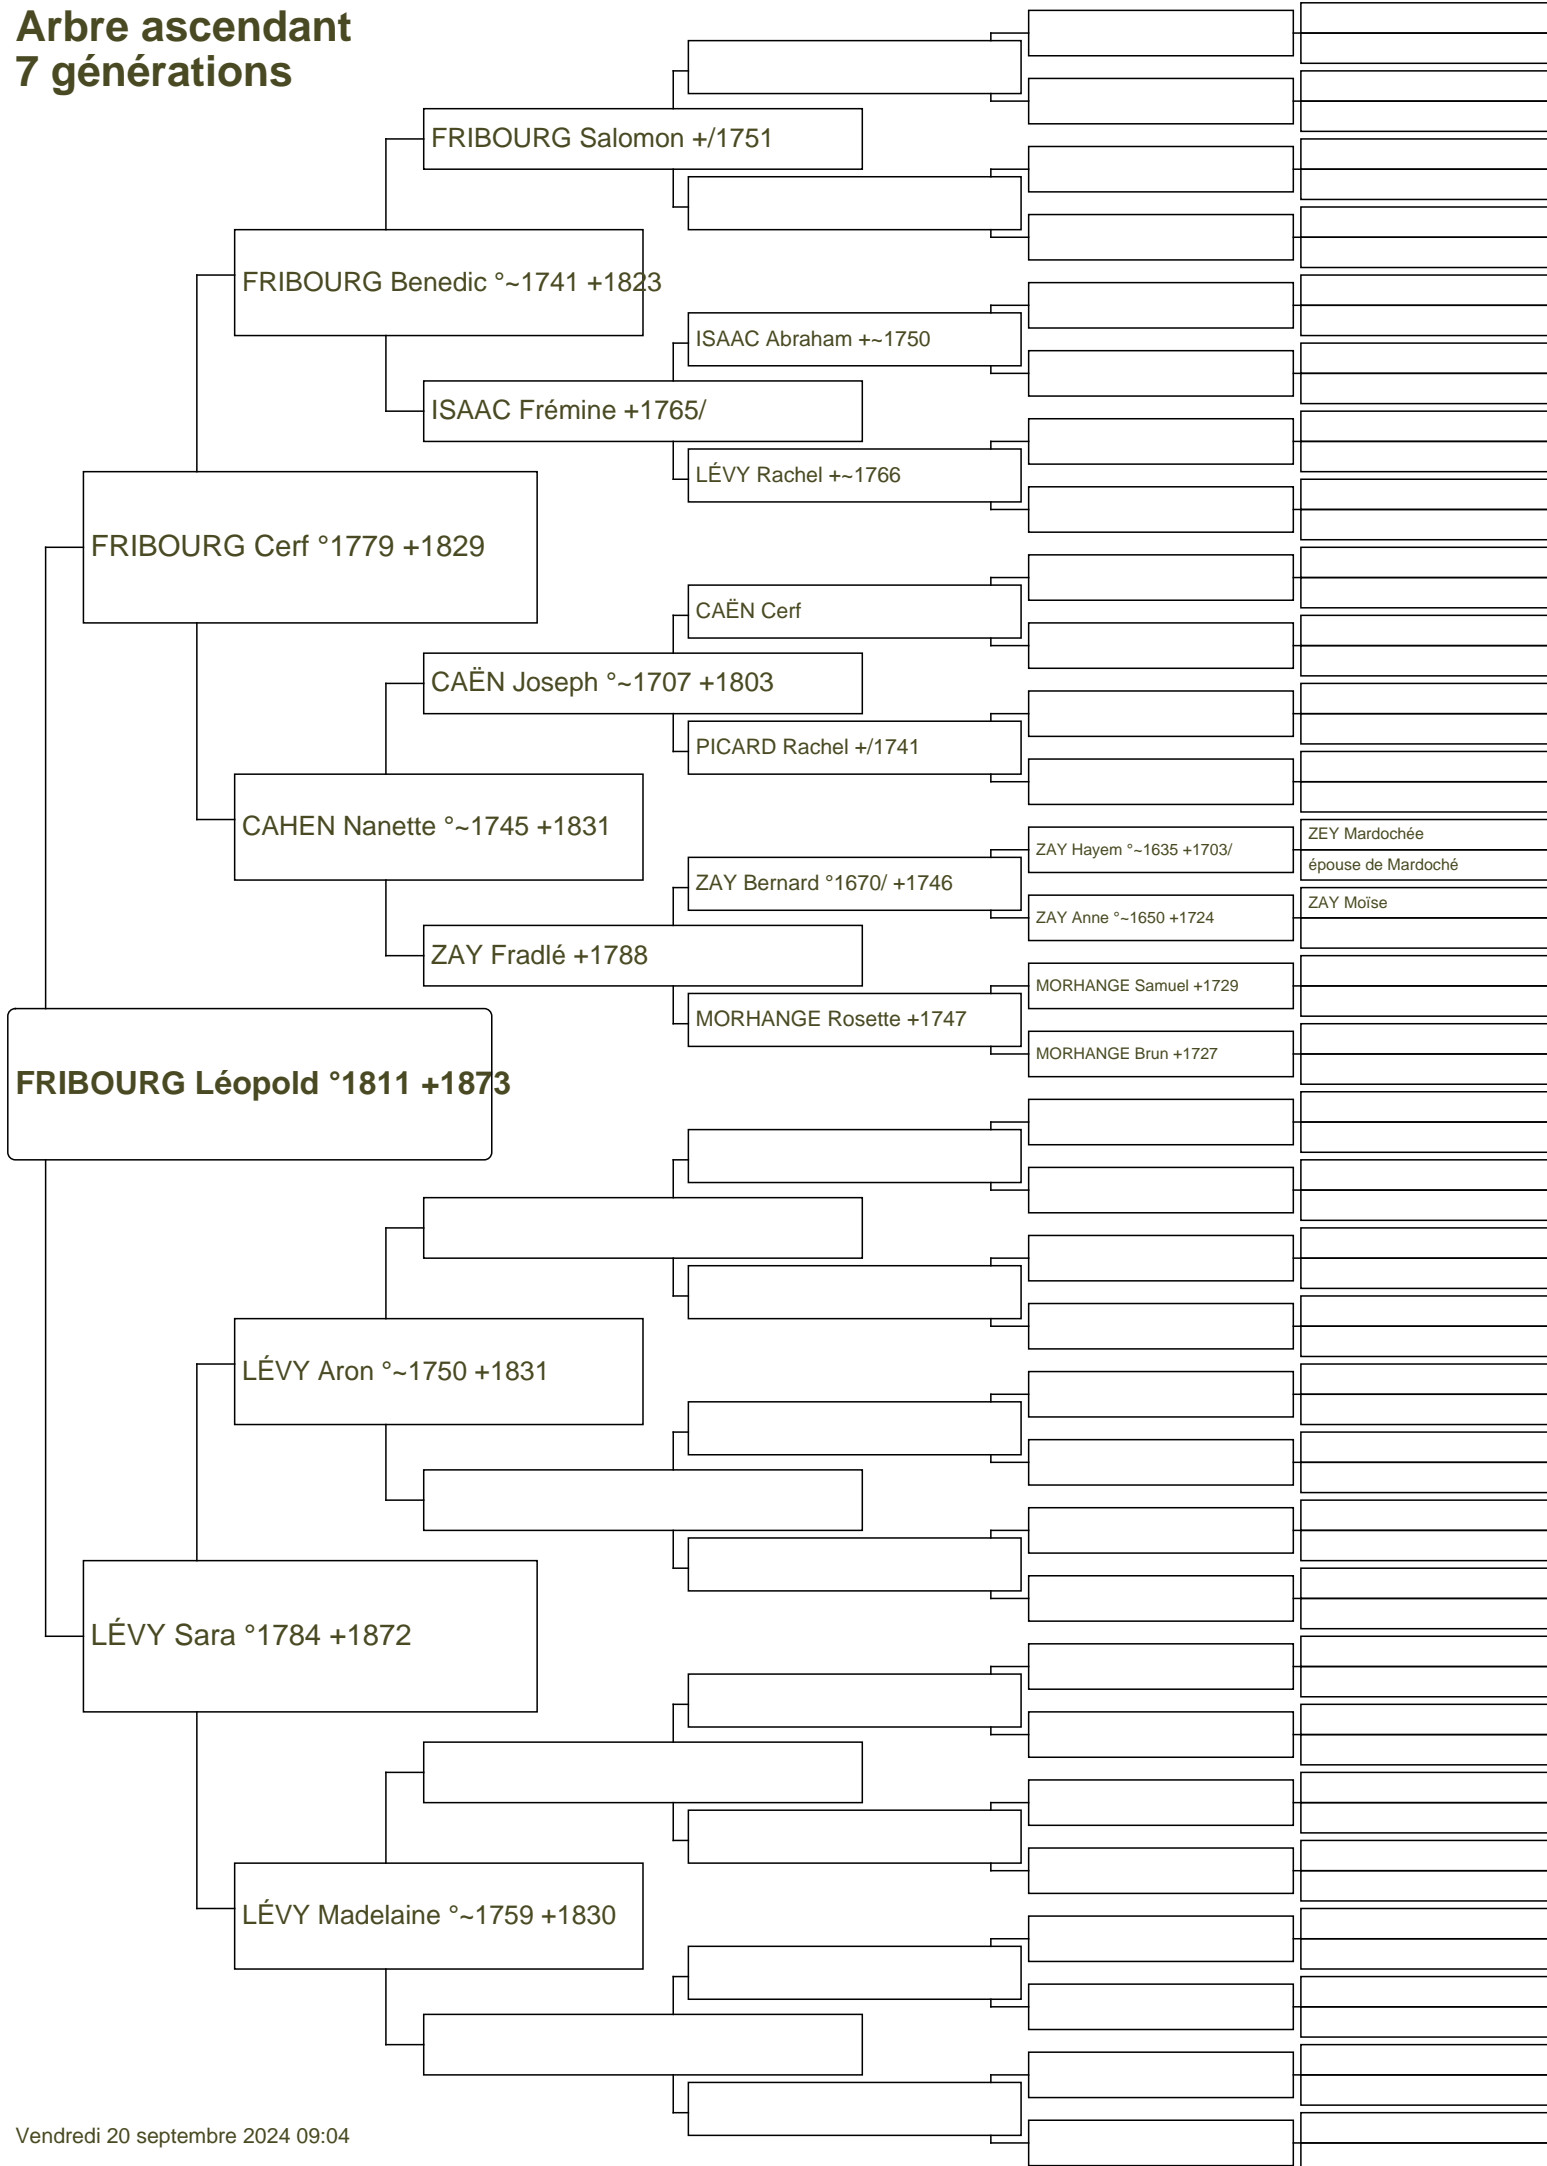 Arbre ascendant
7 générations
FRIBOURG Salomon +/1751
FRIBOURG Benedic °~1741 +1823
ISAAC Abraham +~1750
ISAAC Frémine +1765/
LÉVY Rachel +~1766
FRIBOURG Cerf °1779 +1829
CAËN Cerf
CAËN Joseph °~1707 +1803
PICARD Rachel +/1741
CAHEN Nanette °~1745 +1831
ZEY Mardochée
ZAY Hayem °~1635 +1703/
épouse de Mardoché
ZAY Bernard °1670/ +1746
ZAY Moïse
ZAY Anne °~1650 +1724
ZAY Fradlé +1788
MORHANGE Samuel +1729
MORHANGE Rosette +1747
MORHANGE Brun +1727
FRIBOURG Léopold °1811 +1873
LÉVY Aron °~1750 +1831
LÉVY Sara °1784 +1872
LÉVY Madelaine °~1759 +1830
Vendredi 20 septembre 2024 09:04